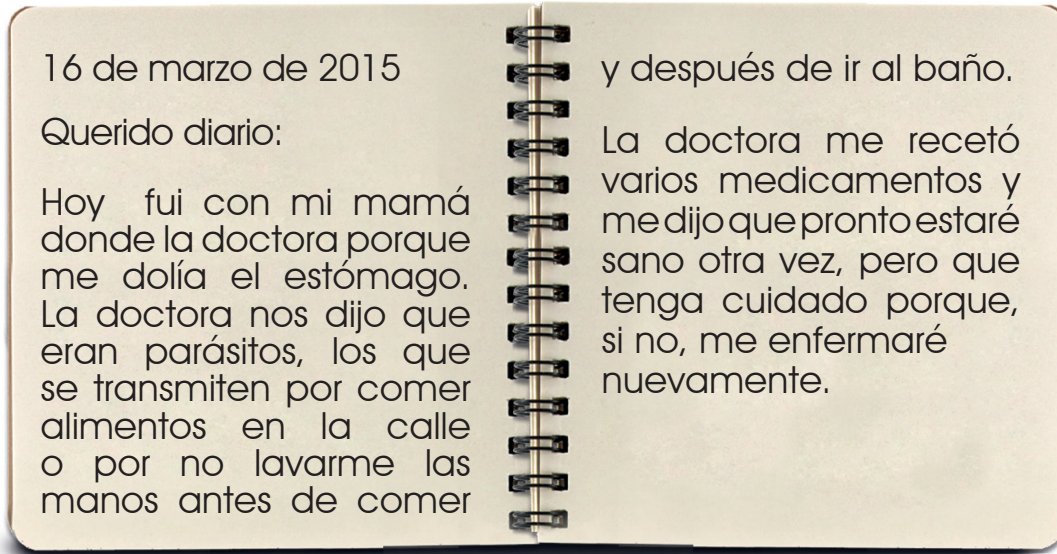 16 de marzo de 2015
Querido diario:
Hoy fui con mi mamá
donde la doctora porque
me dolía el estómago.
La doctora nos dijo que
eran parásitos, los que
se transmiten por comer
alimentos en la calle
o por no lavarme las
manos antes de comer
y después de ir al baño.
La doctora me recetó
varios medicamentos y
me dijo que pronto estaré
sano otra vez, pero que
tenga cuidado porque,
si no, me enfermaré
nuevamente.